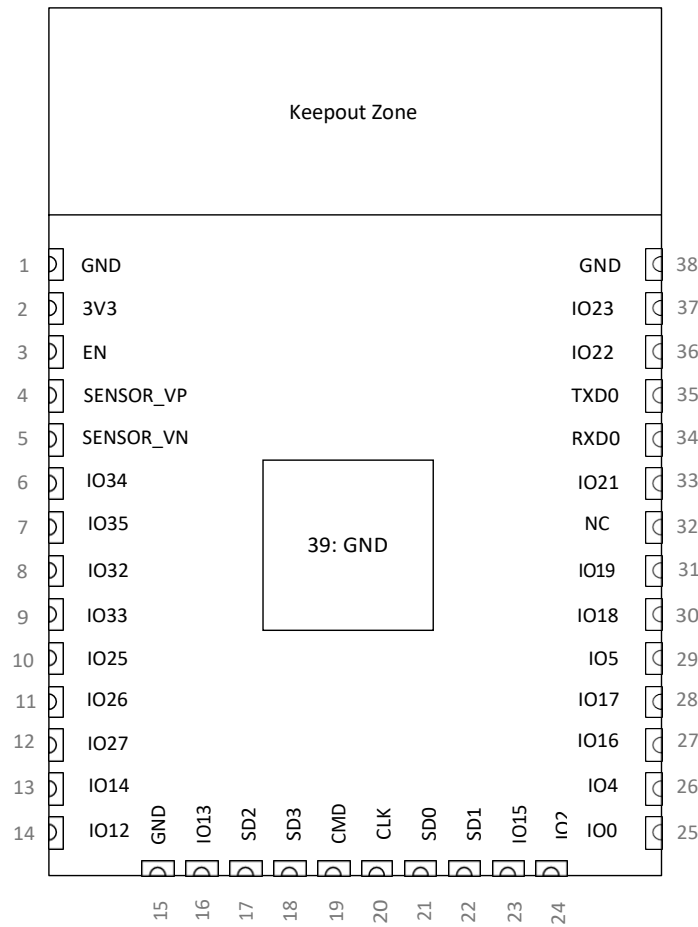 Keepout Zone
1 GND GND 38
2 3V3 IO23 37
3 EN IO22 36
4 SENSOR_VP TXD0 35
5 SENSOR_VN RXD0 34
6 IO34 IO21 33
7 IO35 NC 32
39: GND
8 IO32 IO19 31
9 IO33 IO18 30
10 IO25 IO5 29
11 IO26 IO17 28
12 IO27 IO16 27
13 IO14 IO4 26
14 IO12 GND IO13 SD2 SD3 CMD CLK SD0 SD1 IO15 IO2 IO0 25
15 16 17 18 19 20 21 22 23 24